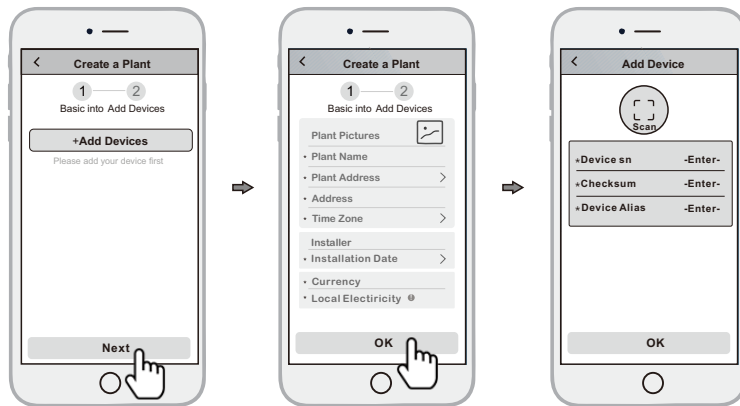 Create a Plant
1 2
Basic into Add Devices
+Add Devices
Please add your device first
Next
Create a Plant
1 2
Basic into Add Devices
Plant Pictures
• Plant Name
• Plant Address >
• Address
• Time Zone >
Installer
• Installation Date >
• Currency
• Local Electiricity
OK
Add Device
Scan
*Device sn -Enter-
*Checksum -Enter-
*Device Alias -Enter-
OK